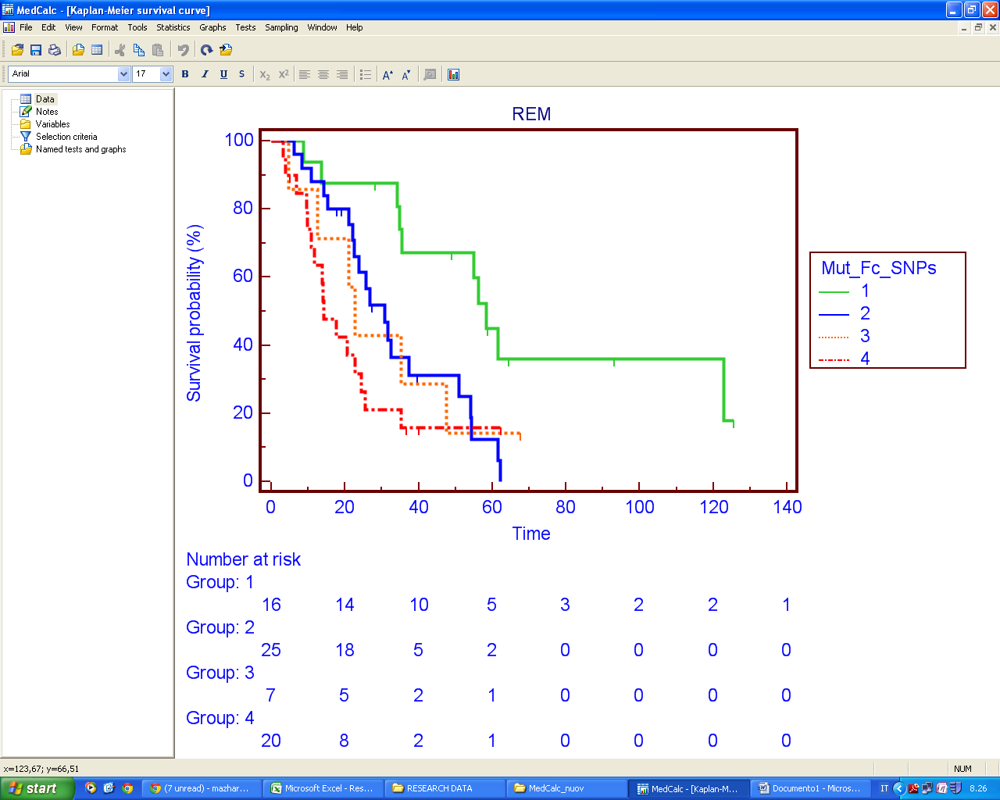 MedCalc - [Kaplan-Meier survival curve]
File Edit View Format Tools Statistics Graphs Tests Sampling Window Help
Arial 17 B I U S X₂ X² A A
Data
Notes
Variables
Selection criteria
Named tests and graphs
REM
Survival probability (%)
100
80
60
40
20
0
0 20 40 60 80 100 120 140
Time
Mut_Fc_SNPs
1
2
3
4
Number at risk
Group: 1
16 14 10 5 3 2 2 1
Group: 2
25 18 5 2 0 0 0 0
Group: 3
7 5 2 1 0 0 0 0
Group: 4
20 8 2 1 0 0 0 0
x=123,67; y=66,51 NUM
start (7 unread) - mazhar... Microsoft Excel - Res... RESEARCH DATA MedCalc_nuov MedCalc - [Kaplan-M... Documento1 - Micros... IT 8.26